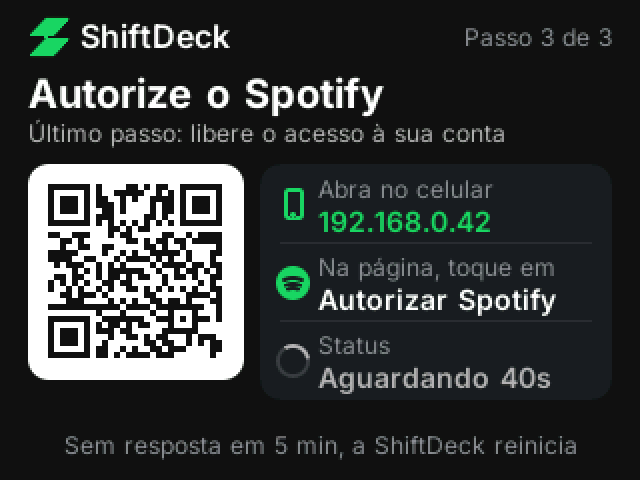 ShiftDeck
Passo 3 de 3
Autorize o Spotify
Último passo: libere o acesso à sua conta
Abra no celular
192.168.0.42
Na página, toque em
Autorizar Spotify
Status
Aguardando 40s
Sem resposta em 5 min, a ShiftDeck reinicia